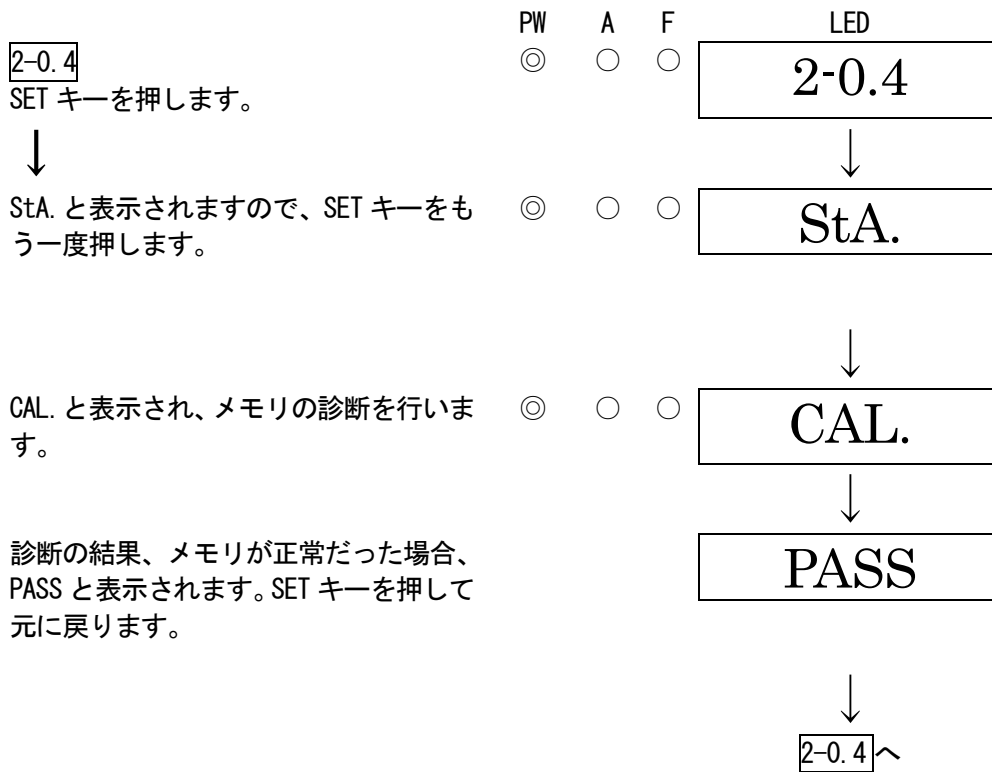 PW A F LED
2-0.4 ◎ ○ ○ 2-0.4
SET キーを押します。
↓ ↓
StA. と表示されますので、SET キーをも ◎ ○ ○ StA.
う一度押します。
↓
CAL. と表示され、メモリの診断を行いま ◎ ○ ○ CAL.
す。
↓
診断の結果、メモリが正常だった場合、 PASS
PASS と表示されます。SET キーを押して
元に戻ります。
↓
2-0.4 へ